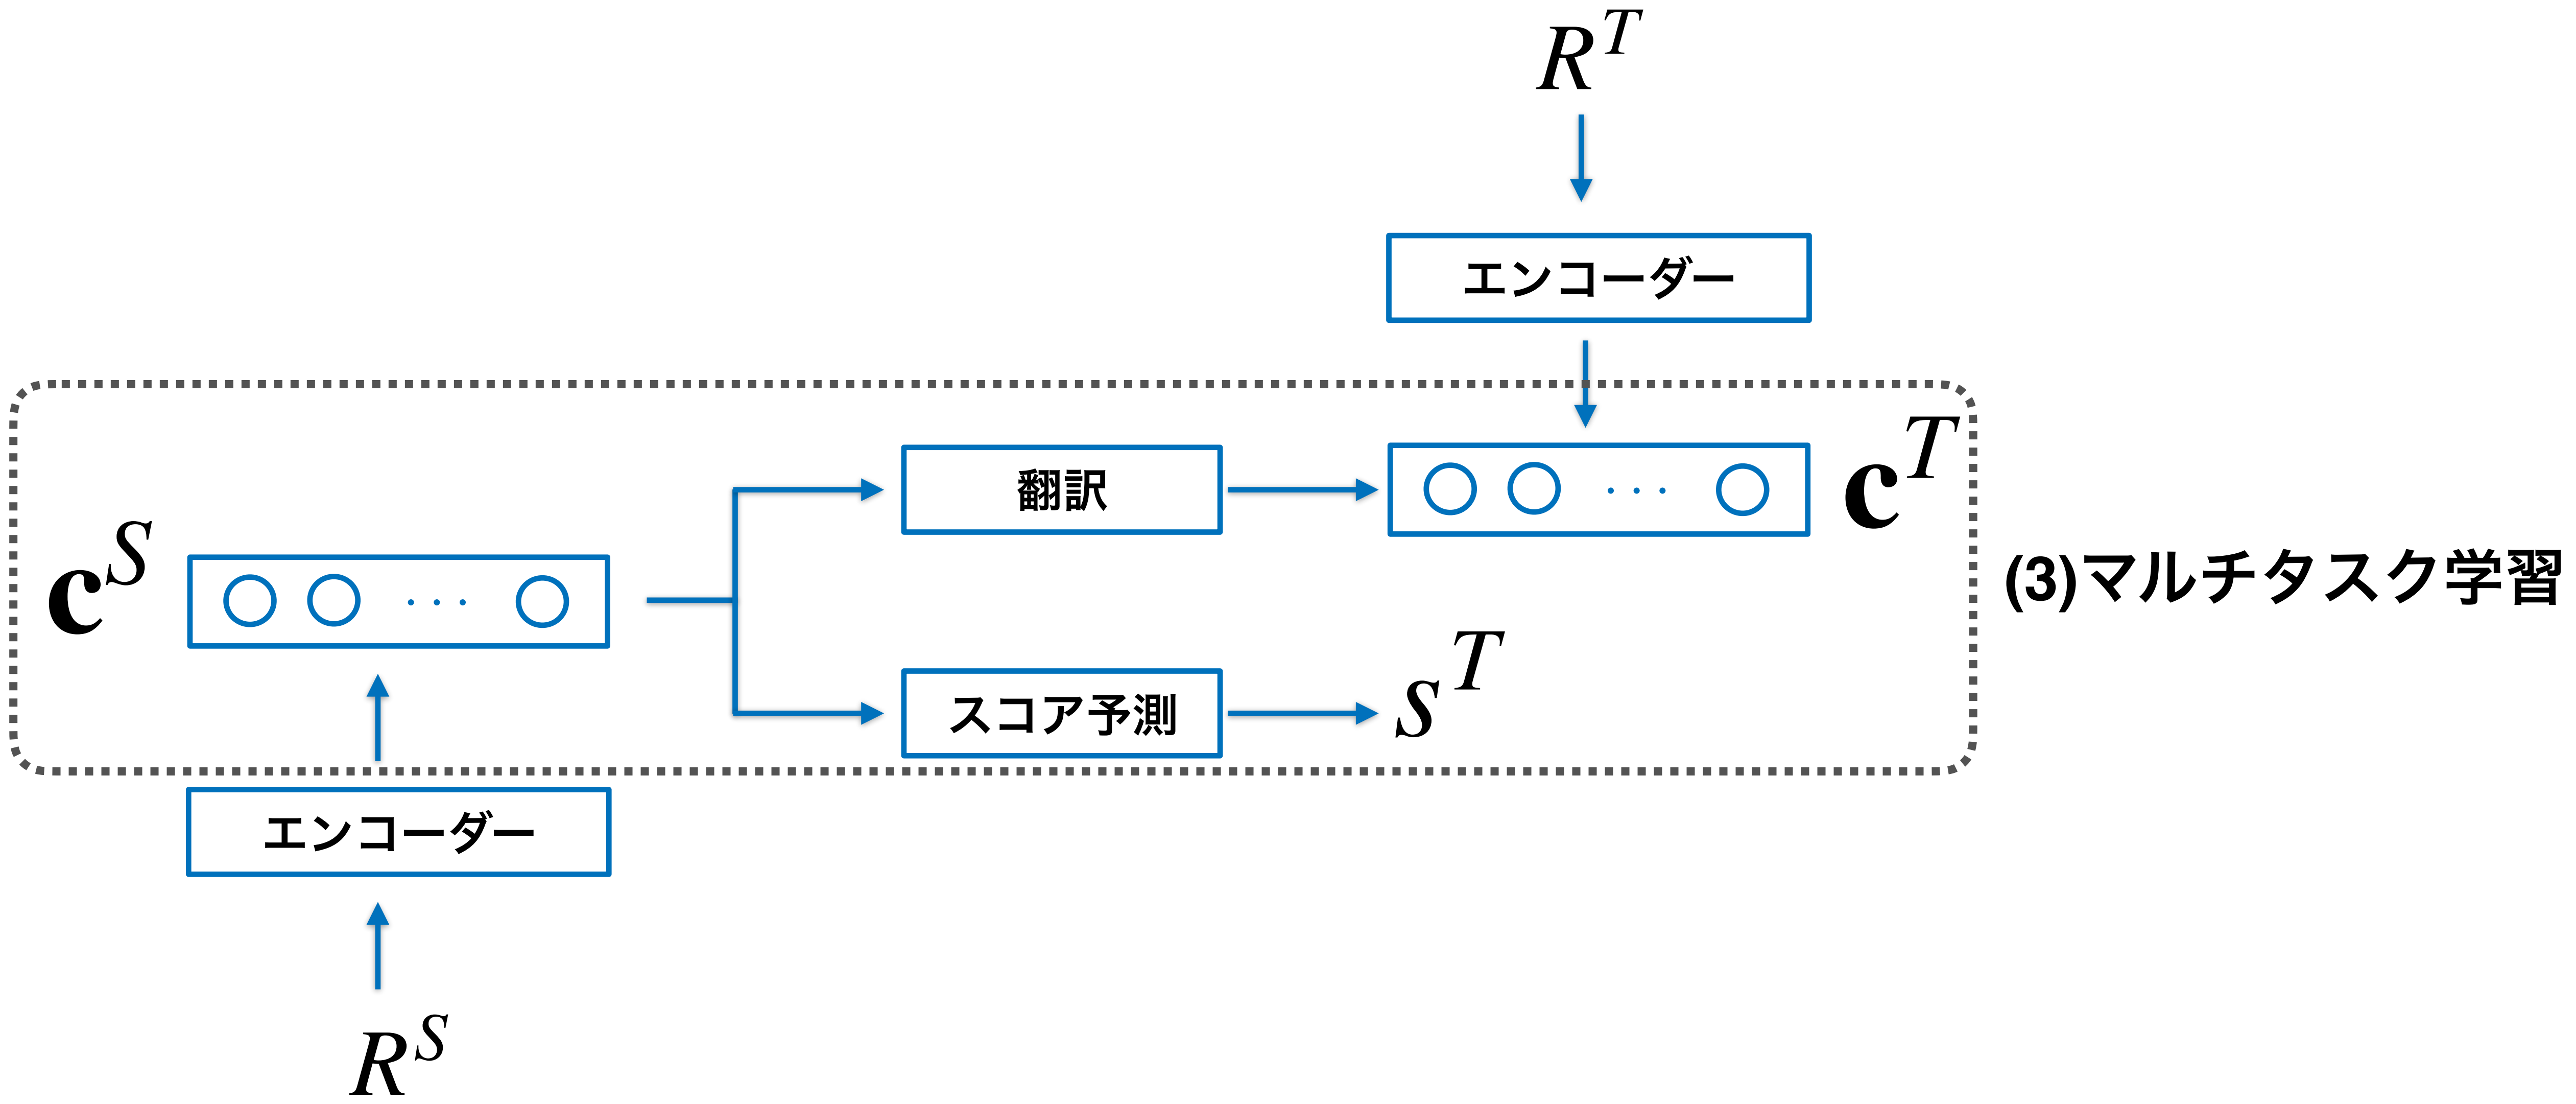 R^T
エンコーダー
翻訳
c^T
c^S
. . .
. . .
(3)マルチタスク学習
スコア予測
s^T
エンコーダー
R^S